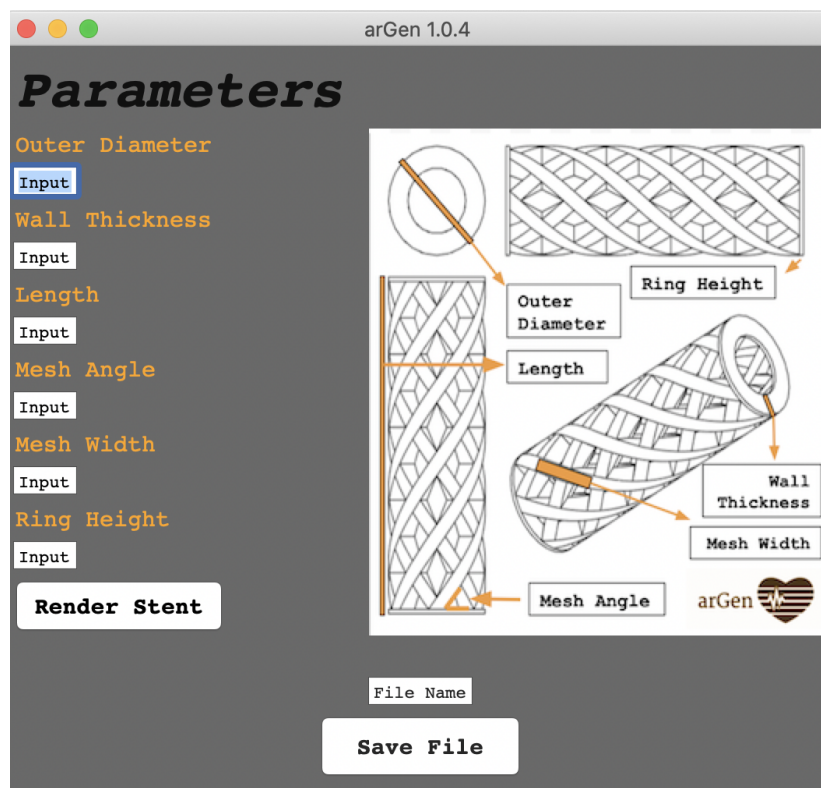 arGen 1.0.4
Parameters
Outer Diameter
Input
Wall Thickness
Input
Length
Input
Mesh Angle
Input
Mesh Width
Input
Ring Height
Input
Render Stent
Ring Height
Outer
Diameter
Length
Wall
Thickness
Mesh Width
Mesh Angle
arGen
File Name
Save File